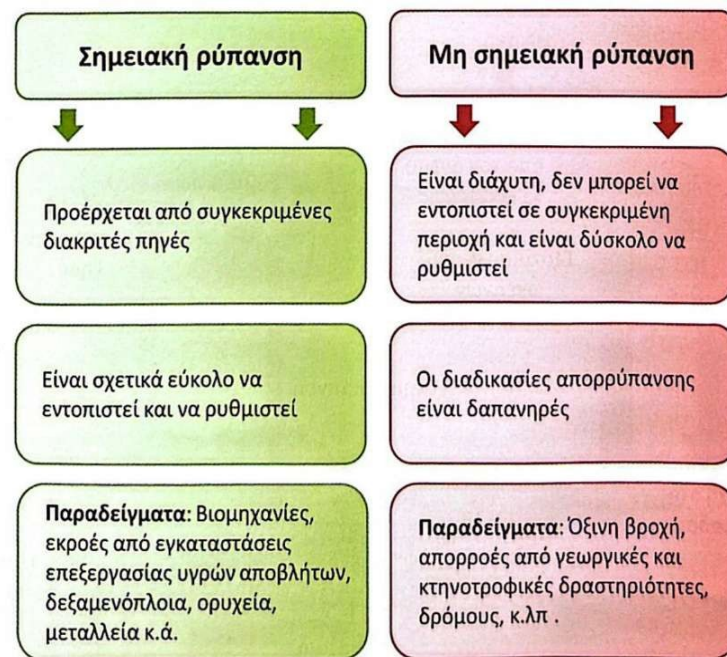 Σημειακή ρύπανση
Προέρχεται από συγκεκριμένες
διακριτές πηγές
Είναι σχετικά εύκολο να
εντοπιστεί και να ρυθμιστεί
Παραδείγματα: Βιομηχανίες,
εκροές από εγκαταστάσεις
επεξεργασίας υγρών αποβλήτων,
δεξαμενόπλοια, ορυχεία,
μεταλλεία κ.ά.
Μη σημειακή ρύπανση
Είναι διάχυτη, δεν μπορεί να
εντοπιστεί σε συγκεκριμένη
περιοχή και είναι δύσκολο να
ρυθμιστεί
Οι διαδικασίες απορρύπανσης
είναι δαπανηρές
Παραδείγματα: Όξινη βροχή,
απορροές από γεωργικές και
κτηνοτροφικές δραστηριότητες,
δρόμους, κ.λπ .